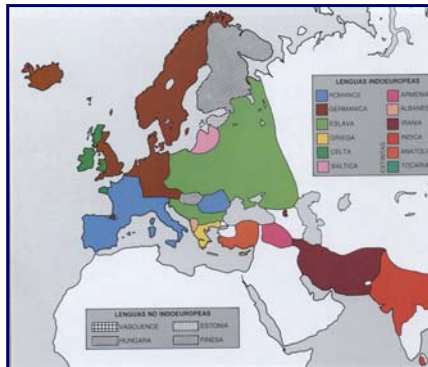 LENGUAS INDOEUROPEAS
ROMANCE
GERMANICA
ESLAVA
GRIEGA
CELTA
BALTICA
ARMENIA
ALBANES
IRANIA
INDICA
ANATOLI
TOCARIA
EXTINTAS
LENGUAS NO INDOEUROPEAS
VASCUENCE
HUNGARA
ESTONIA
FINESA